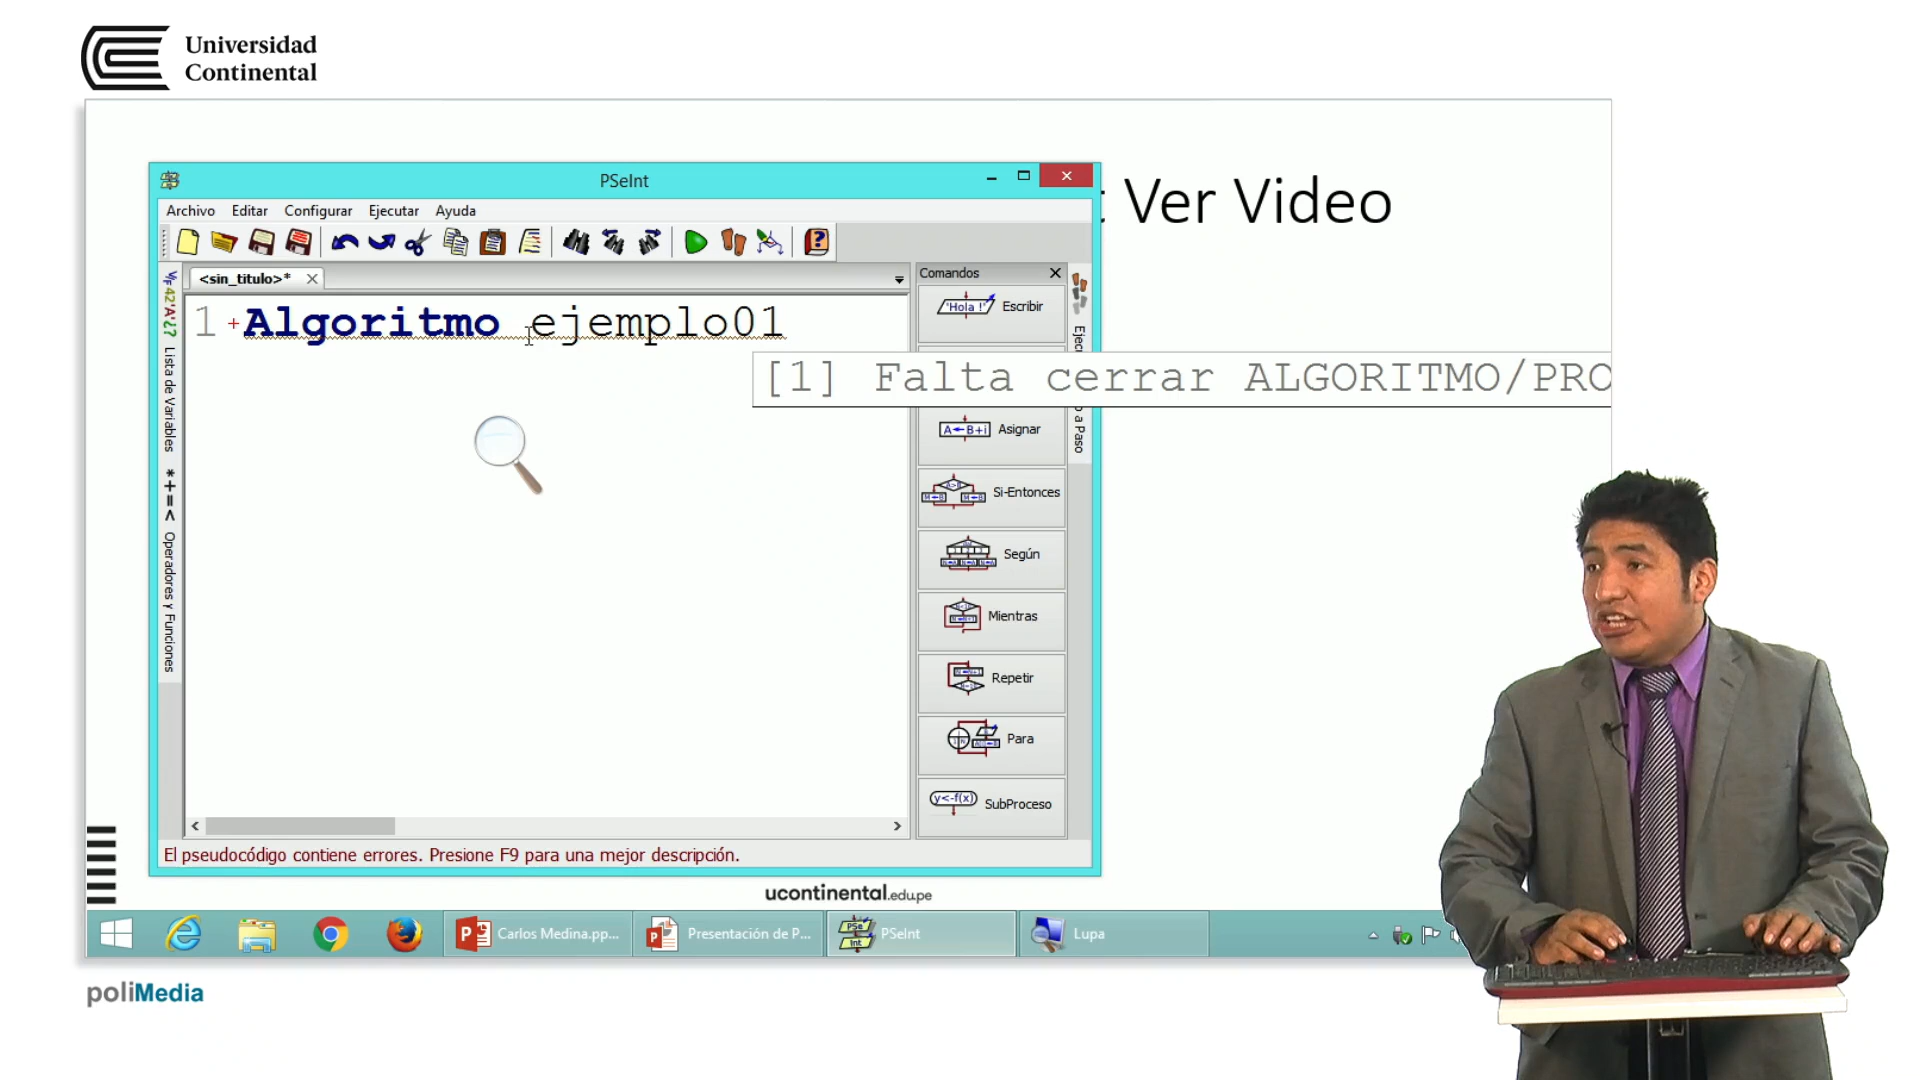 Universidad
Continental
Ver Video
PSeInt
Archivo Editar Configurar Ejecutar Ayuda
<sin_titulo>*
1 Algoritmo ejemplo01
[1] Falta cerrar ALGORITMO/PRO
Lista de Variables
*+=< Operadores y Funciones
Comandos
'Hola !' Escribir
A B+i Asignar
Si-Entonces
Según
Mientras
Repetir
Para
y<-f(x) SubProceso
a Paso
El pseudocódigo contiene errores. Presione F9 para una mejor descripción.
ucontinental.edu.pe
Carlos Medina.pp...
Presentación de P...
PSeInt
Lupa
poliMedia